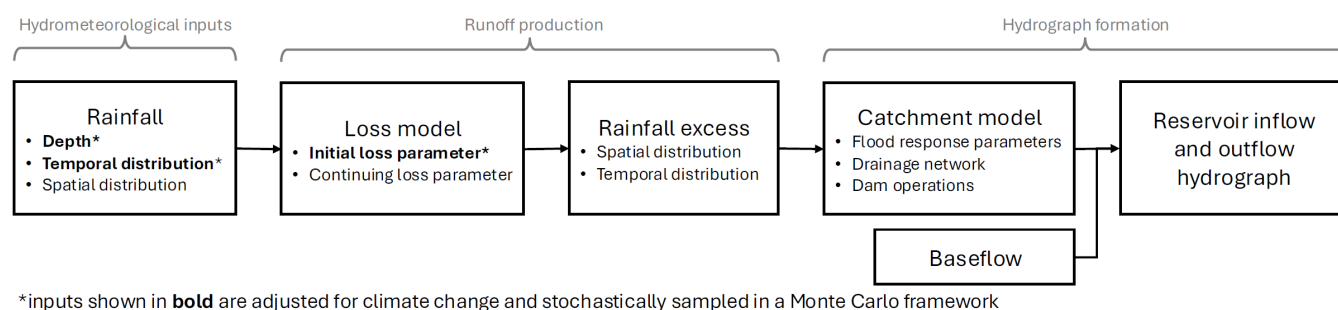 Hydrometeorological inputs
Runoff production
Hydrograph formation
Rainfall
• Depth*
• Temporal distribution*
• Spatial distribution
Loss model
• Initial loss parameter*
• Continuing loss parameter
Rainfall excess
• Spatial distribution
• Temporal distribution
Catchment model
• Flood response parameters
• Drainage network
• Dam operations
Reservoir inflow
and outflow
hydrograph
Baseflow
*inputs shown in bold are adjusted for climate change and stochastically sampled in a Monte Carlo framework